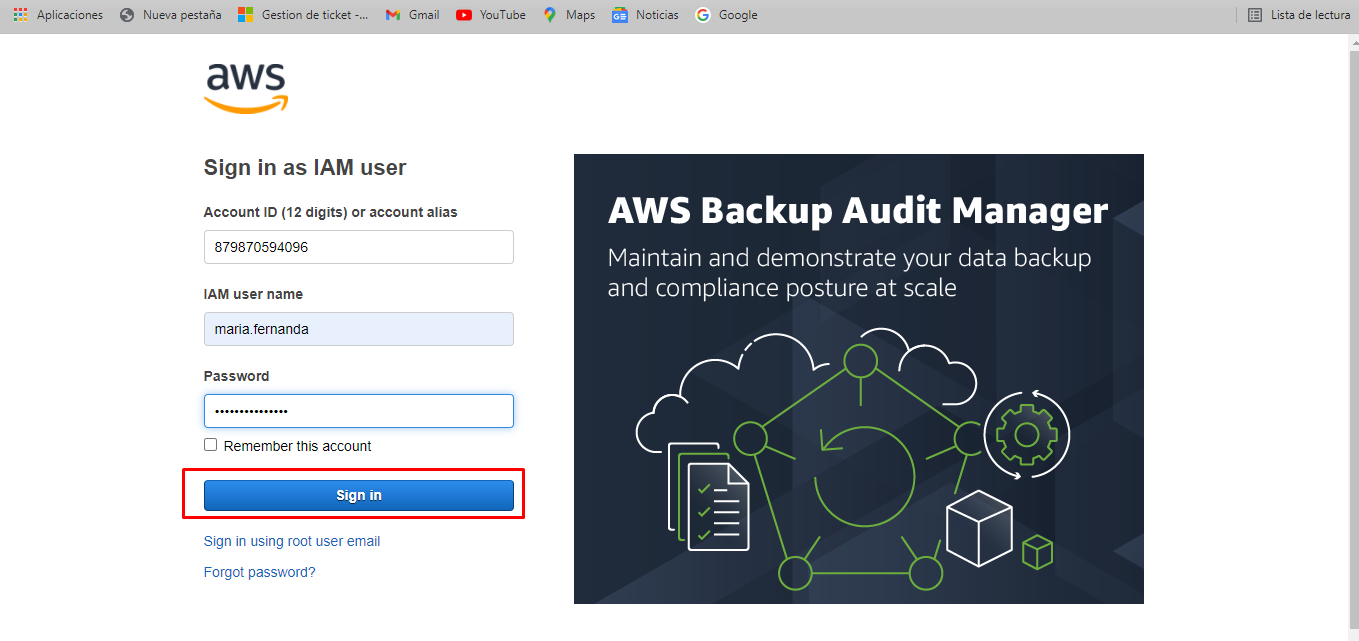 Aplicaciones
Nueva pestaña
Gestion de ticket -...
Gmail
YouTube
Maps
Noticias
Google
Lista de lectura
aws
Sign in as IAM user
Account ID (12 digits) or account alias
879870594096
IAM user name
maria.fernanda
Password
•••••••••••••••
Remember this account
Sign in
Sign in using root user email
Forgot password?
AWS Backup Audit Manager
Maintain and demonstrate your data backup
and compliance posture at scale